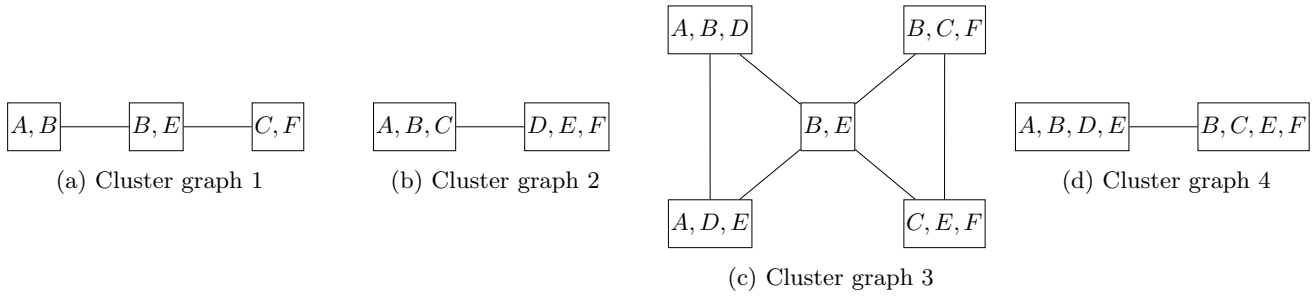 A, B
B, E
C, F
(a) Cluster graph 1
A, B, C
D, E, F
(b) Cluster graph 2
A, B, D
B, C, F
B, E
A, D, E
C, E, F
(c) Cluster graph 3
A, B, D, E
B, C, E, F
(d) Cluster graph 4